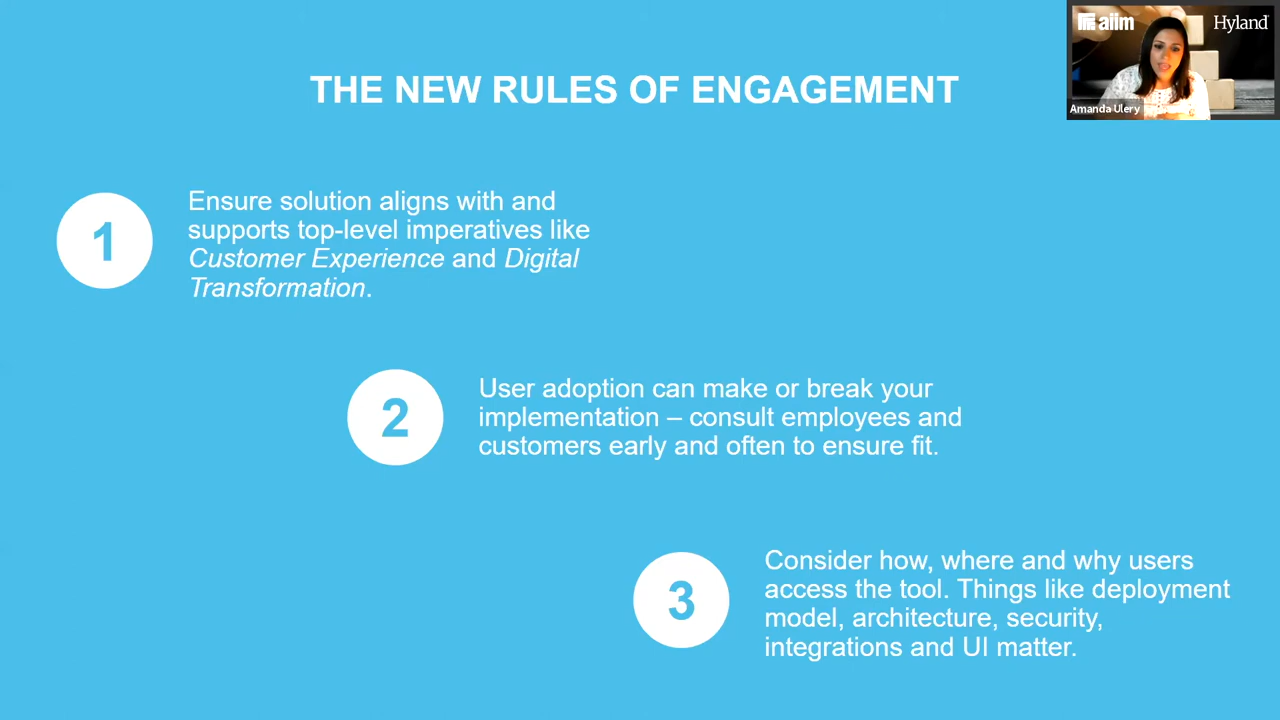 aiim
Hyland
Amanda Ulery
THE NEW RULES OF ENGAGEMENT
1
Ensure solution aligns with and
supports top-level imperatives like
Customer Experience and Digital
Transformation.
2
User adoption can make or break your
implementation – consult employees and
customers early and often to ensure fit.
3
Consider how, where and why users
access the tool. Things like deployment
model, architecture, security,
integrations and UI matter.